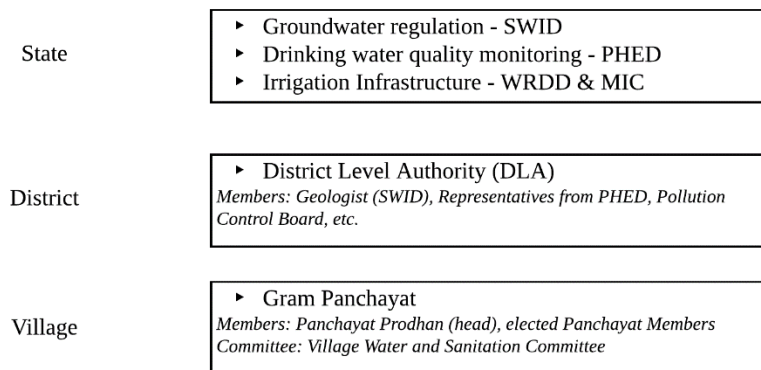 State
▸ Groundwater regulation - SWID
▸ Drinking water quality monitoring - PHED
▸ Irrigation Infrastructure - WRDD & MIC
District
▸ District Level Authority (DLA)
Members: Geologist (SWID), Representatives from PHED, Pollution
Control Board, etc.
Village
▸ Gram Panchayat
Members: Panchayat Prodhan (head), elected Panchayat Members
Committee: Village Water and Sanitation Committee